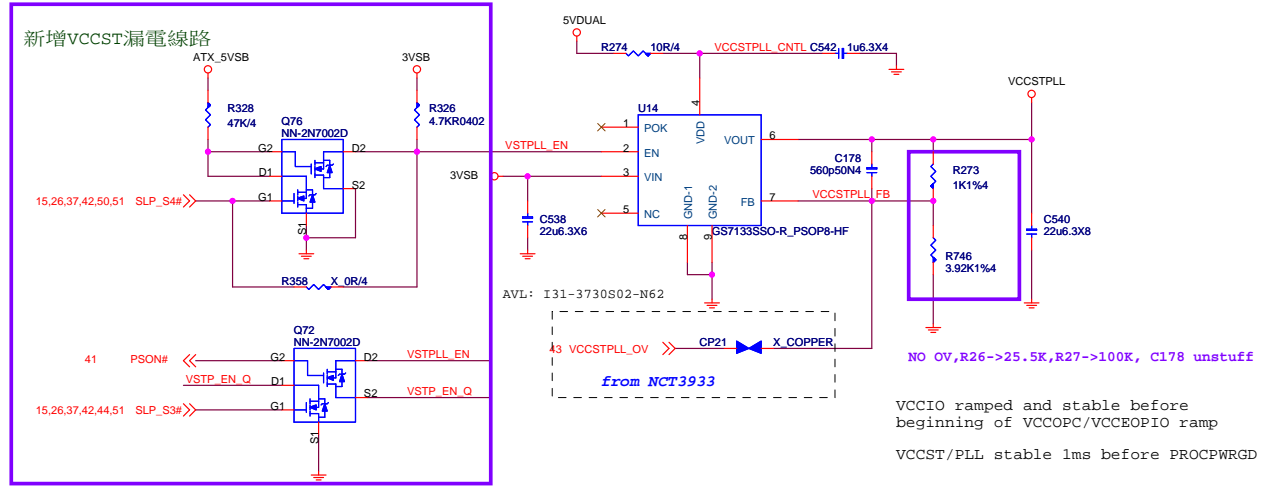 新增VCCST漏電線路
ATX_5VSB
3VSB
R328
47K/4
R326
4.7KR0402
Q76
NN-2N7002D
G2
D2
D1
S2
G1
S1
15,26,37,42,50,51 SLP_S4#
R358
X_0R/4
VSTPLL_EN
41 PSON#
VSTP_EN_Q
15,26,37,42,44,51 SLP_S3#
Q72
NN-2N7002D
G2
D2
D1
S2
G1
S1
VSTPLL_EN
VSTP_EN_Q
5VDUAL
R274
10R/4
VCCSTPLL_CNTL
C542
1u6.3X4
U14
1
POK
2
EN
3
VIN
5
NC
4
VDD
VOUT
6
FB
7
GND-1
GND-2
8
9
GS7133SSO-R_PSOP8-HF
3VSB
C538
22u6.3X6
AVL: I31-3730S02-N62
VCCSTPLL
C178
560p50N4
VCCSTPLL_FB
R273
1K1%4
R746
3.92K1%4
C540
22u6.3X8
43 VCCSTPLL_OV
CP21
X_COPPER
from NCT3933
NO OV,R26->25.5K,R27->100K, C178 unstuff
VCCIO ramped and stable before
beginning of VCCOPC/VCCEOPIO ramp
VCCST/PLL stable 1ms before PROCPWRGD